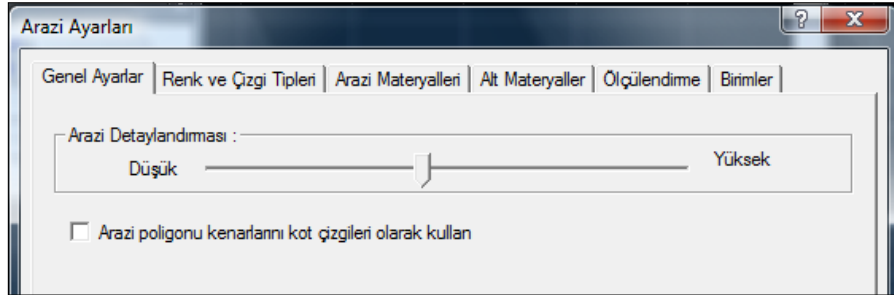 Arazi Ayarları
Genel Ayarlar Renk ve Çizgi Tipleri Arazi Materyalleri Alt Materyaller Ölçülendirme Birimler
Arazi Detaylandırması :
Düşük Yüksek
Arazi poligonu kenarlarını kot çizgileri olarak kullan